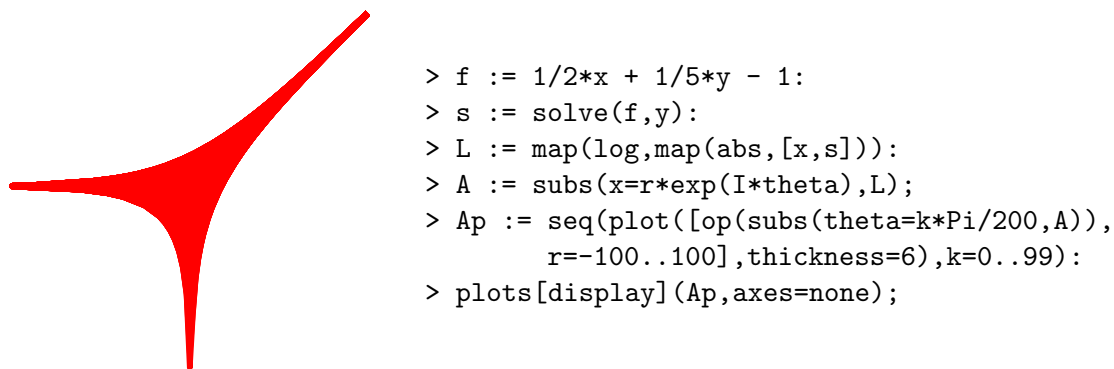 > f := 1/2*x + 1/5*y - 1:
> s := solve(f,y):
> L := map(log,map(abs,[x,s])):
> A := subs(x=r*exp(I*theta),L);
> Ap := seq(plot([op(subs(theta=k*Pi/200,A)),
r=-100..100],thickness=6),k=0..99):
> plots[display](Ap,axes=none);